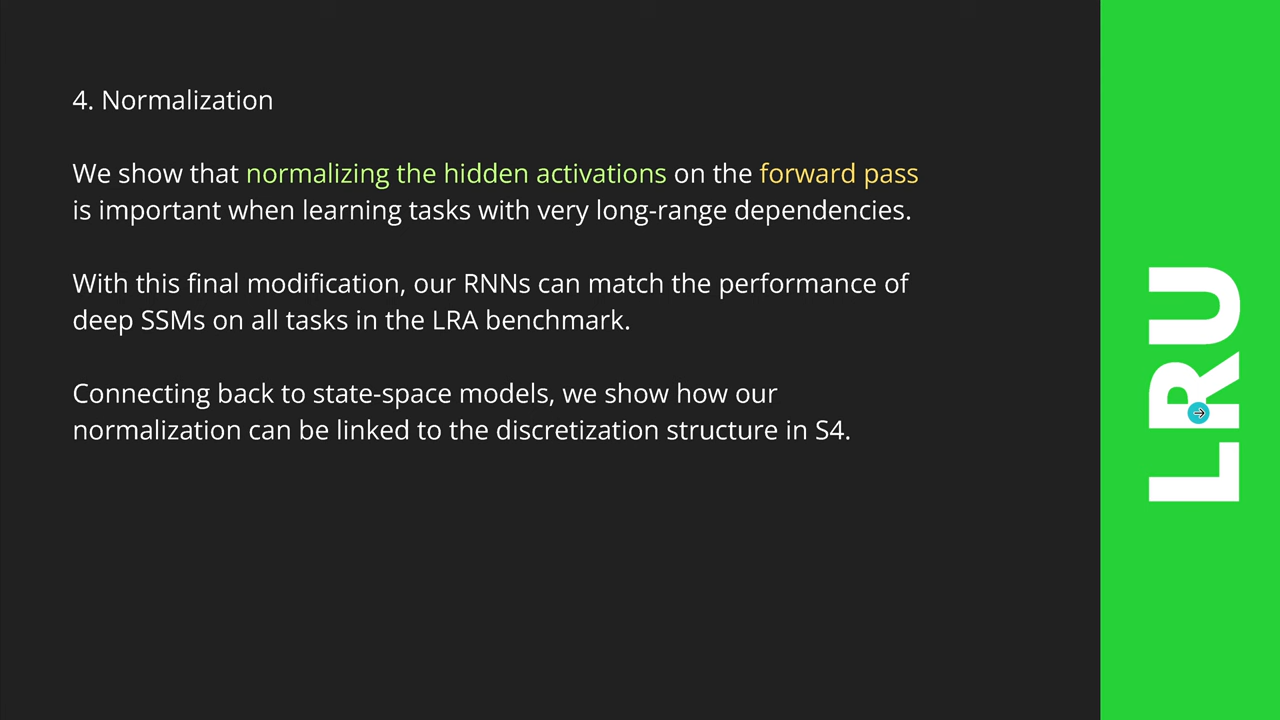 4. Normalization
We show that normalizing the hidden activations on the forward pass
is important when learning tasks with very long-range dependencies.
With this final modification, our RNNs can match the performance of
deep SSMs on all tasks in the LRA benchmark.
Connecting back to state-space models, we show how our
normalization can be linked to the discretization structure in S4.
LRU